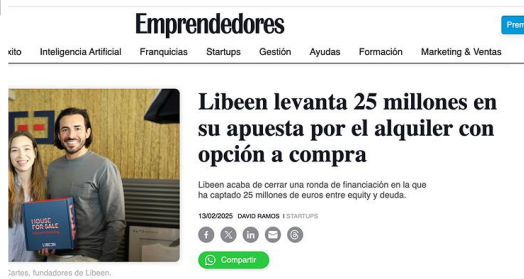 Emprendedores
Prem
xito Inteligencia Artificial Franquicias Startups Gestión Ayudas Formación Marketing & Ventas
Libeen levanta 25 millones en
su apuesta por el alquiler con
opción a compra
Libeen acaba de cerrar una ronda de financiación en la que
ha captado 25 millones de euros entre equity y deuda.
13/02/2025 DAVID RAMOS | STARTUPS
Compartir
HOUSE
FOR SALE
LIBEEN
Cartes, fundadores de Libeen.